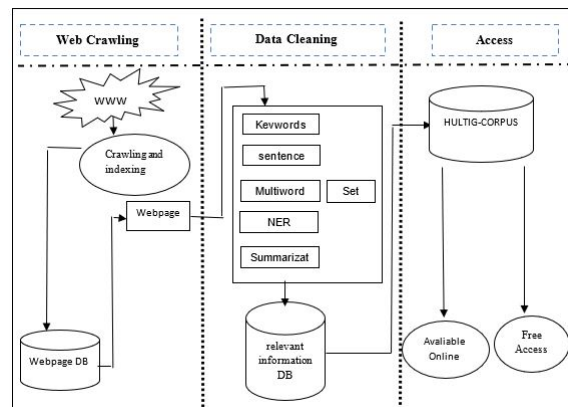 Web Crawling
Data Cleaning
Access
WWW
Crawling and
indexing
Webpage
Webpage DB
Keywords
sentence
Multiword
Set
NER
Summarizat
relevant
information
DB
HULTIG-CORPUS
Avaliable
Online
Free
Access